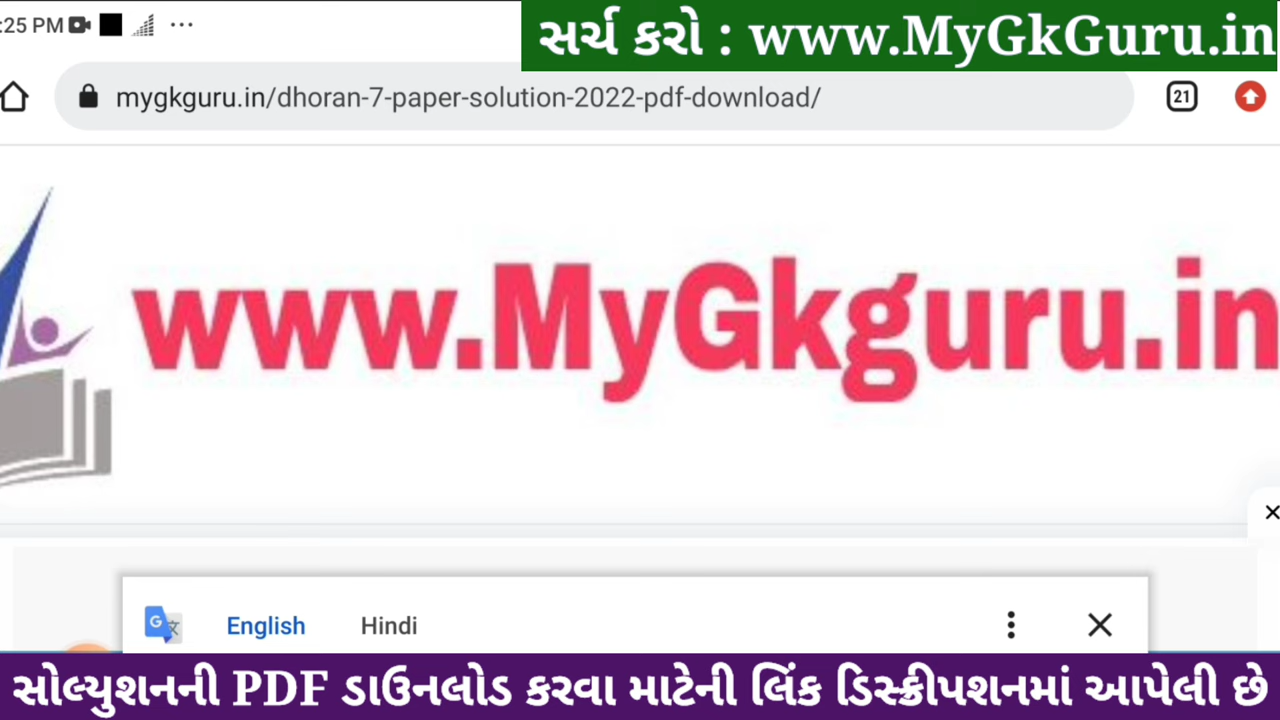 :25 PM
સર્ચ કરો : www.MyGkGuru.in
mygkguru.in/dhoran-7-paper-solution-2022-pdf-download/
21
www.MyGkguru.in
English Hindi
સોલ્યુશનની PDF ડાઉનલોડ કરવા માટેની લિંક ડિસ્ક્રીપશનમાં આપેલી છે